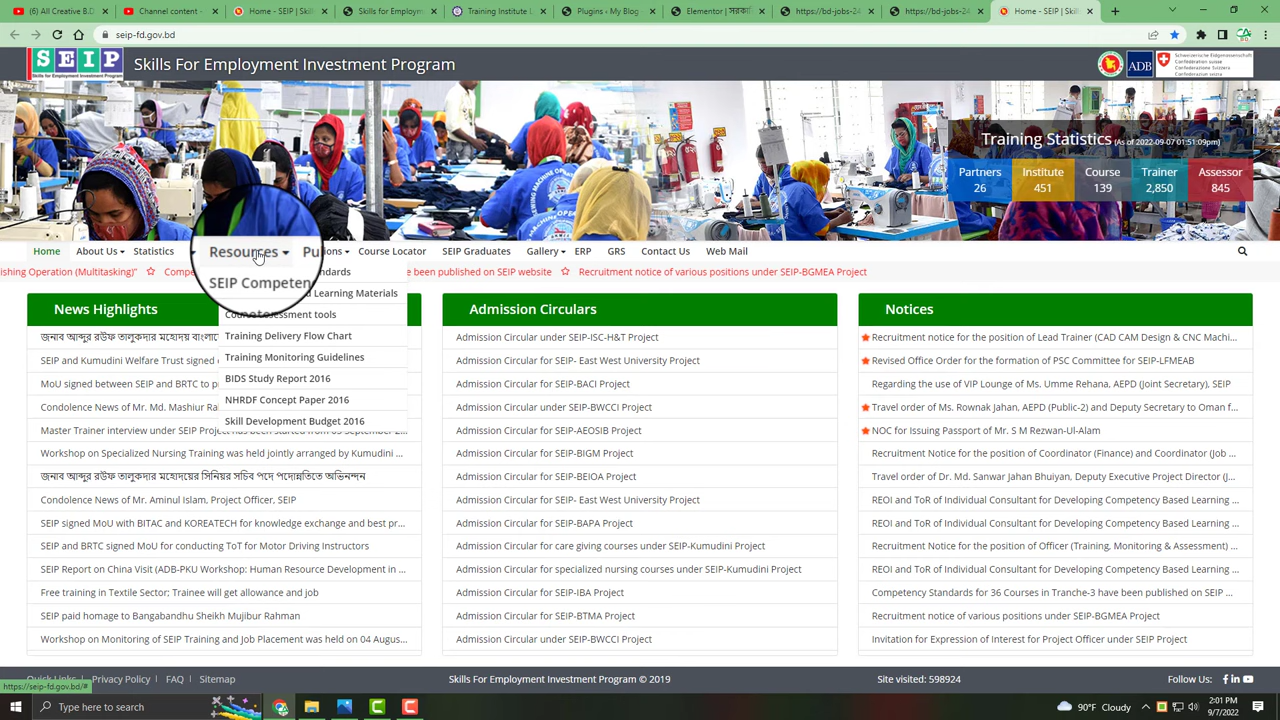 (6) All Creative B.D
Content -
Home - SEIP | Sk
Skills for Employm
Training Institute L
Plugins ‹ My Blog
Elementor | সরকারি
https://bd-jobs-24
https://bd-jobs-24
Home - SEIP | Skills
seip-fd.gov.bd
SEIP
Skills for Employment Investment Program
Skills For Employment Investment Program
ADB
Schweizerische Eidgenossenschaft
Confédération suisse
Confederazione Svizzera
Confederaziun svizra
Training Statistics (As of 2022-09-07 01:51:09pm)
Partners Institute Course Trainer Assessor
26 451 139 2,850 845
Home About Us Statistics Resources Course Locator SEIP Graduates Gallery ERP GRS Contact Us Web Mail
ishing Operation (Multitasking)" ☆ Compe
be been published on SEIP website ☆ Recruitment notice of various positions under SEIP-BGMEA Project
SEIP Competen
d Learning Materials
Training Delivery Flow Chart
Training Monitoring Guidelines
BIDS Study Report 2016
NHRDF Concept Paper 2016
Skill Development Budget 2016
News Highlights
জনাব আব্দুর রউফ তালুকদার মহোদয় বাংলাদে
SEIP and Kumudini Welfare Trust signed
MoU signed between SEIP and BRTC to p
Condolence News of Mr. Md. Mashiur Ra
Master Trainer interview under SEIP Project has been started from 05 September 2...
Workshop on Specialized Nursing Training was held jointly arranged by Kumudini ...
জনাব আব্দুর রউফ তালুকদার মহোদয়ের সিনিয়র সচিব পদে পদোন্নতিতে অভিনন্দন
Condolence News of Mr. Aminul Islam, Project Officer, SEIP
SEIP signed MoU with BITAC and KOREATECH for knowledge exchange and best pr...
SEIP and BRTC signed MoU for conducting ToT for Motor Driving Instructors
SEIP Report on China Visit (ADB-PKU Workshop: Human Resource Development in ...
Free training in Textile Sector; Trainee will get allowance and job
SEIP paid homage to Bangabandhu Sheikh Mujibur Rahman
Workshop on Monitoring of SEIP Training and Job Placement was held on 04 Augus...
Admission Circulars
Admission Circular under SEIP-ISC-H&T Project
Admission Circular for SEIP- East West University Project
Admission Circular for SEIP-BACI Project
Admission Circular for SEIP-BWCCI Project
Admission Circular for SEIP-AEOSIB Project
Admission Circular for SEIP-BIGM Project
Admission Circular for SEIP-BEIOA Project
Admission Circular for SEIP- East West University Project
Admission Circular for SEIP-BAPA Project
Admission Circular for care giving courses under SEIP-Kumudini Project
Admission Circular for specialized nursing courses under SEIP-Kumudini Project
Admission Circular for SEIP-IBA Project
Admission Circular for SEIP-BTMA Project
Admission Circular under SEIP-BWCCI Project
Notices
Recruitment notice for the position of Lead Trainer (CAD CAM Design & CNC Machi...
Revised Office Order for the formation of PSC Committee for SEIP-LFMEAB
Regarding the use of VIP Lounge of Ms. Umme Rehana, AEPD (Joint Secretary), SEIP
Travel order of Ms. Rownak Jahan, AEPD (Public-2) and Deputy Secretary to Oman f...
NOC for Issuing Passport of Mr. S M Rezwan-Ul-Alam
Recruitment Notice for the position of Coordinator (Finance) and Coordinator (Job ...
Travel order of Dr. Md. Sanwar Jahan Bhuiyan, Deputy Executive Project Director (J...
REOI and ToR of Individual Consultant for Developing Competency Based Learning ...
REOI and ToR of Individual Consultant for Developing Competency Based Learning ...
Recruitment Notice for the position of Officer (Training, Monitoring & Assessment) ...
REOI and ToR of Individual Consultant for Developing Competency Based Learning ...
Competency Standards for 36 Courses in Tranche-3 have been published on SEIP ...
Recruitment notice of various positions under SEIP-BGMEA Project
Invitation for Expression of Interest for Project Officer under SEIP Project
Quick Links Privacy Policy FAQ Sitemap
Skills For Employment Investment Program © 2019
Site visited: 598924
Follow Us:
https://seip-fd.gov.bd/#
Type here to search
90°F Cloudy
2:01 PM
9/7/2022